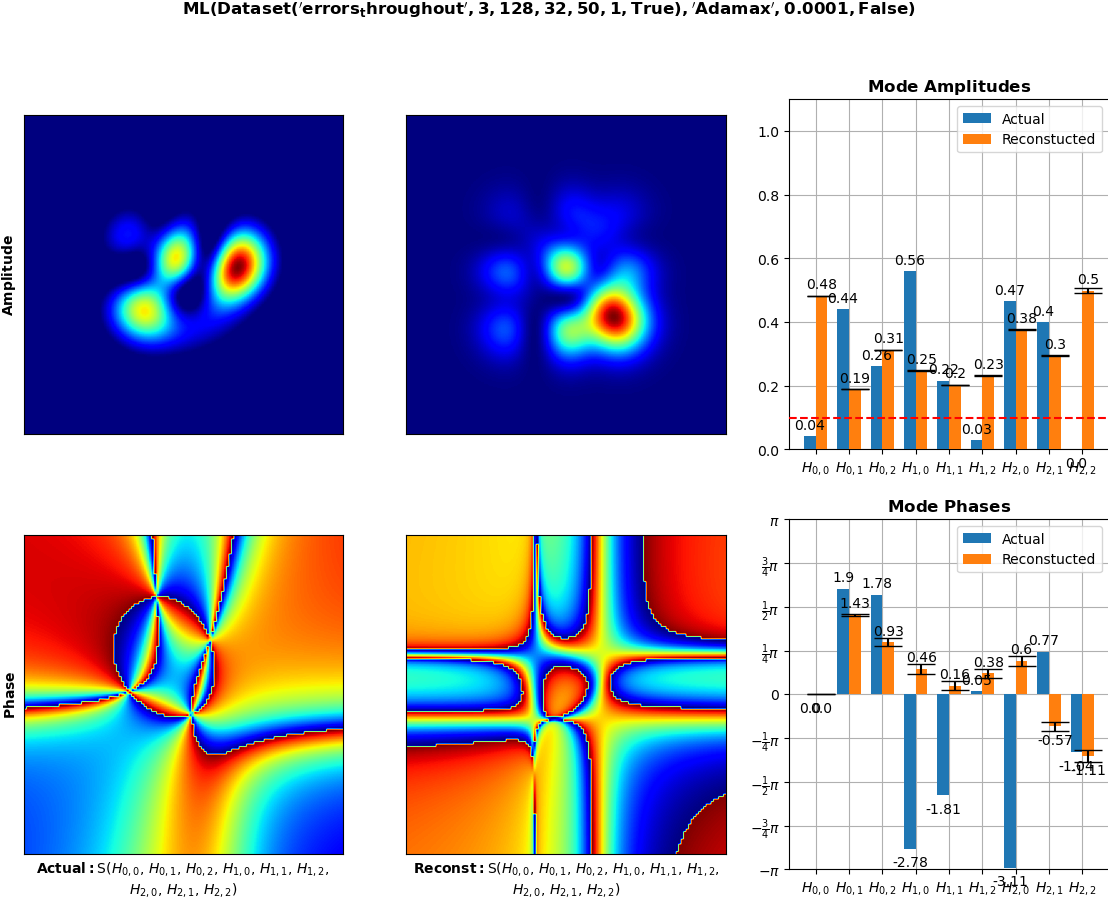 ML(Dataset('errors_throughout', 3, 128, 32, 50, 1, True), 'Adamax', 0.0001, False)
Amplitude
Mode Amplitudes
Actual
Reconstucted
1.0
0.8
0.6
0.4
0.2
0.0
0.04
0.48
0.44
0.19
0.26
0.31
0.56
0.25
0.22
0.2
0.03
0.23
0.47
0.38
0.4
0.3
0.0
0.5
H0,0 H0,1 H0,2 H1,0 H1,1 H1,2 H2,0 H2,1 H2,2
Phase
Mode Phases
Actual
Reconstucted
π
3/4π
1/2π
1/4π
0
−1/4π
−1/2π
−3/4π
−π
0.0
0.0
1.9
1.43
1.78
0.93
-2.78
0.46
-1.81
0.16
0.05
0.38
-3.11
0.6
0.77
-0.57
-1.04
-1.11
H0,0 H0,1 H0,2 H1,0 H1,1 H1,2 H2,0 H2,1 H2,2
Actual: S(H0,0, H0,1, H0,2, H1,0, H1,1, H1,2,
H2,0, H2,1, H2,2)
Reconst: S(H0,0, H0,1, H0,2, H1,0, H1,1, H1,2,
H2,0, H2,1, H2,2)